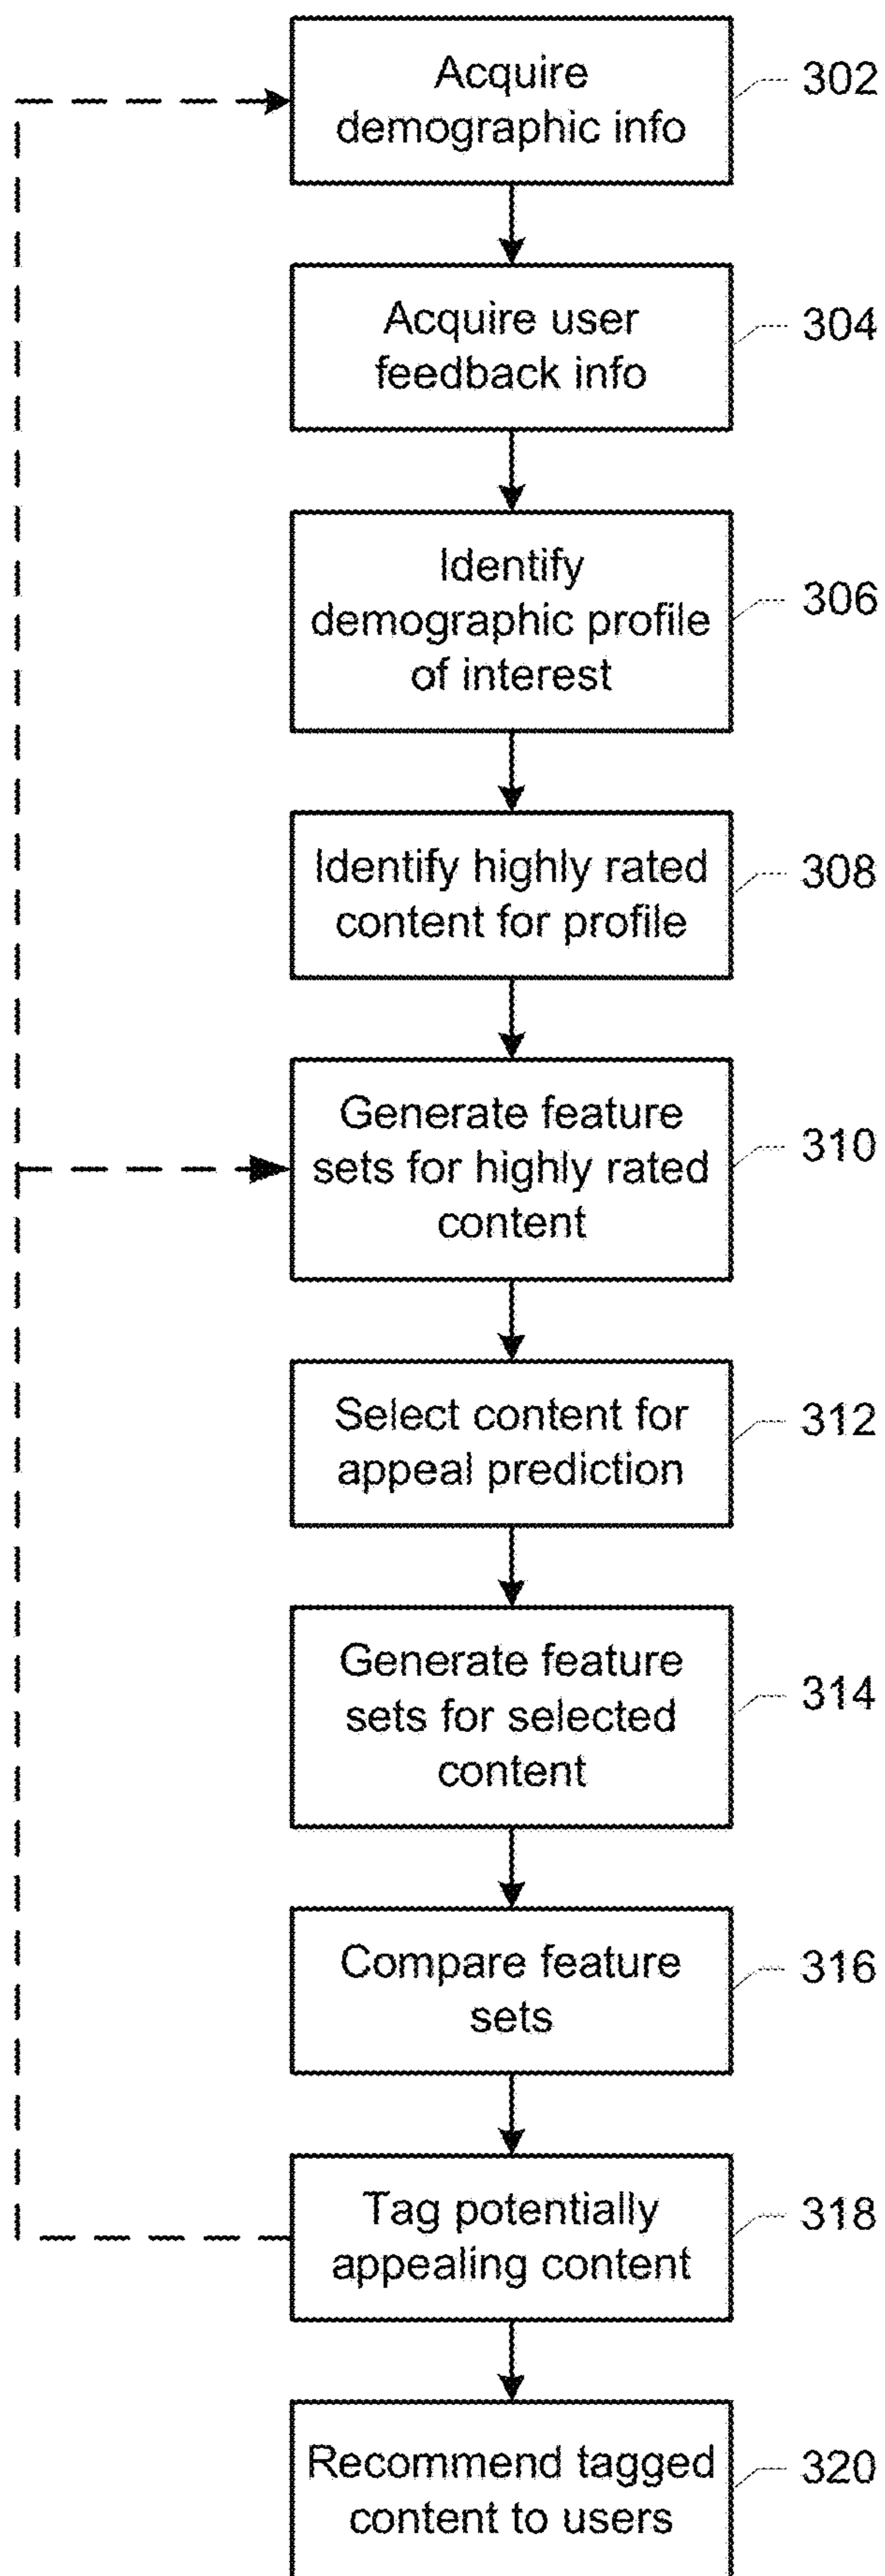 Acquire
demographic info
302
Acquire user
feedback info
304
Identify
demographic profile
of interest
306
Identify highly rated
content for profile
308
Generate feature
sets for highly rated
content
310
Select content for
appeal prediction
312
Generate feature
sets for selected
content
314
Compare feature
sets
316
Tag potentially
appealing content
318
Recommend tagged
content to users
320